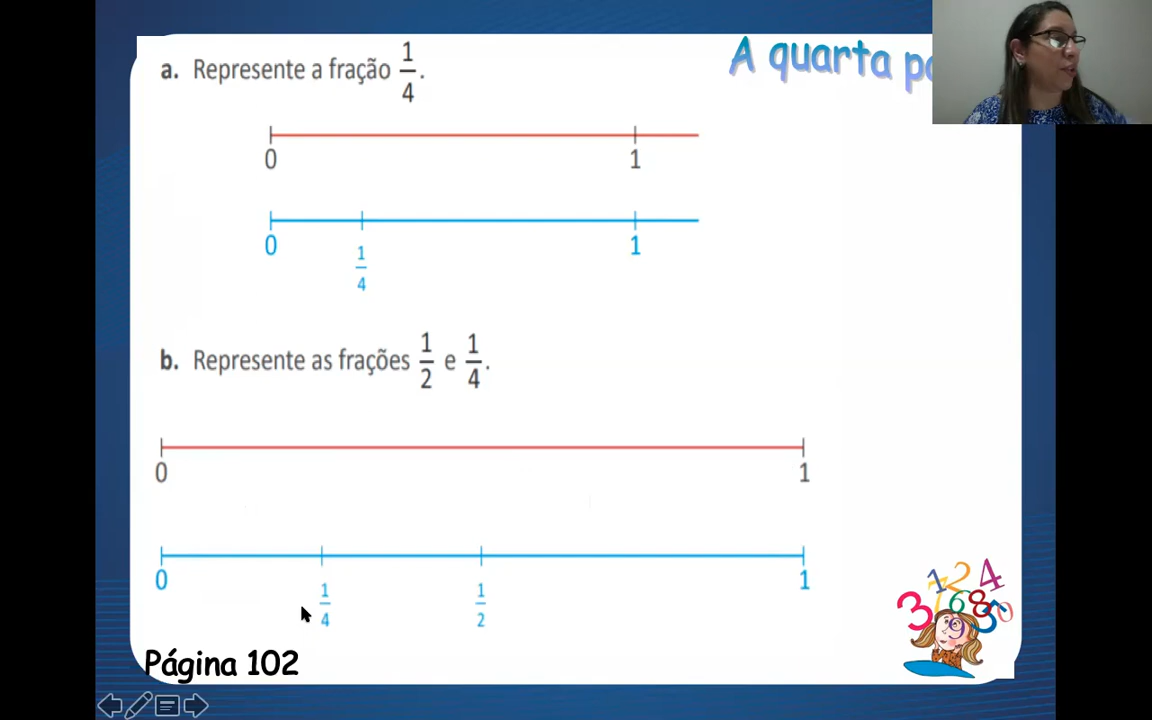 a. Represente a fração 1/4.
A quarta
0 1
0 1/4 1
b. Represente as frações 1/2 e 1/4.
0 1
0 1/4 1/2 1
Página 102